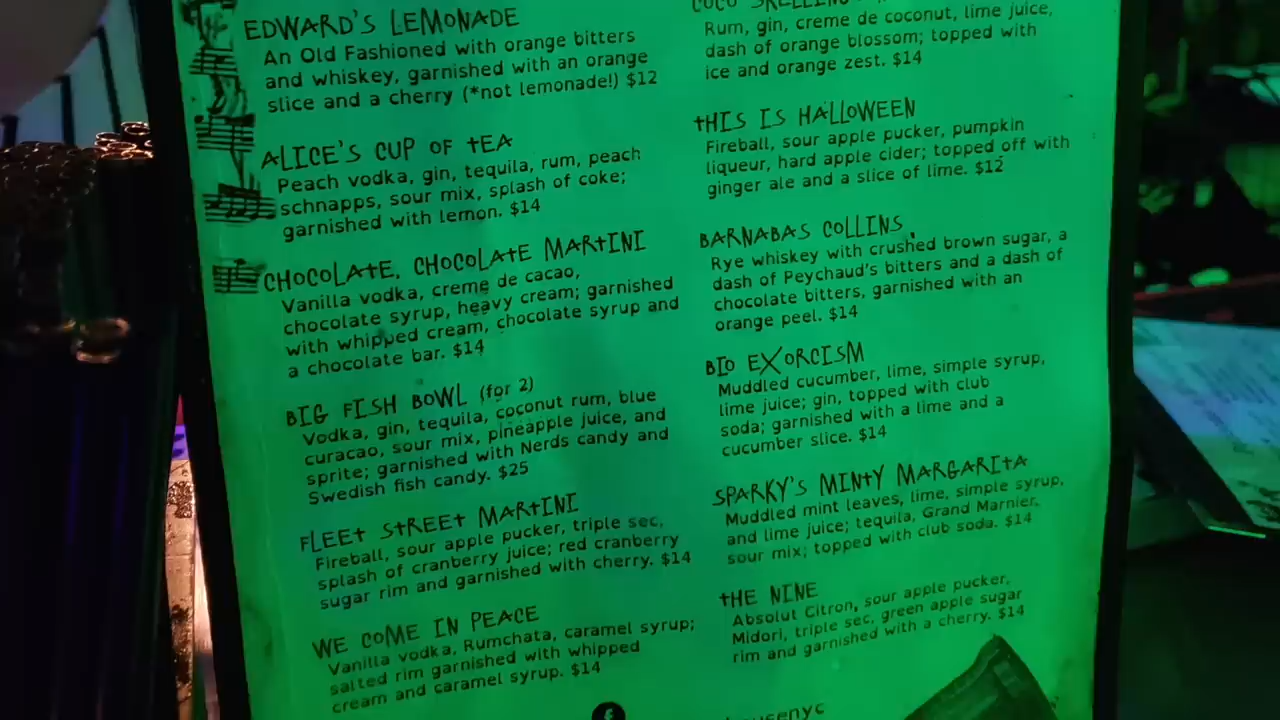 EDWARD'S LEMONADE
An Old Fashioned with orange bitters
and whiskey, garnished with an orange
slice and a cherry (*not lemonade!) $12
ALICE'S CUP OF TEA
Peach vodka, gin, tequila, rum, peach
schnapps, sour mix, splash of coke;
garnished with lemon. $14
CHOCOLATE, CHOCOLATE MARTINI
Vanilla vodka, creme de cacao,
chocolate syrup, heavy cream; garnished
with whipped cream, chocolate syrup and
a chocolate bar. $14
BIG FISH BOWL (for 2)
Vodka, gin, tequila, coconut rum, blue
curacao, sour mix, pineapple juice, and
sprite; garnished with Nerds candy and
Swedish fish candy. $25
FLEET STREET MARTINI
Fireball, sour apple pucker, triple sec,
splash of cranberry juice; red cranberry
sugar rim and garnished with cherry. $14
WE COME IN PEACE
Vanilla vodka, Rumchata, caramel syrup;
salted rim garnished with whipped
cream and caramel syrup. $14
COCO
Rum, gin, creme de coconut, lime juice,
dash of orange blossom; topped with
ice and orange zest. $14
THIS IS HALLOWEEN
Fireball, sour apple pucker, pumpkin
liqueur, hard apple cider; topped off with
ginger ale and a slice of lime. $12
BARNABAS COLLINS
Rye whiskey with crushed brown sugar, a
dash of Peychaud's bitters and a dash of
chocolate bitters, garnished with an
orange peel. $14
BIO EXORCISM
Muddled cucumber, lime, simple syrup,
lime juice; gin, topped with club
soda; garnished with a lime and a
cucumber slice. $14
SPARKY'S MINTY MARGARITA
Muddled mint leaves, lime, simple syrup,
and lime juice; tequila, Grand Marnier,
sour mix; topped with club soda. $14
THE NINE
Absolut Citron, sour apple pucker,
Midori, triple sec, green apple sugar
rim and garnished with a cherry. $14